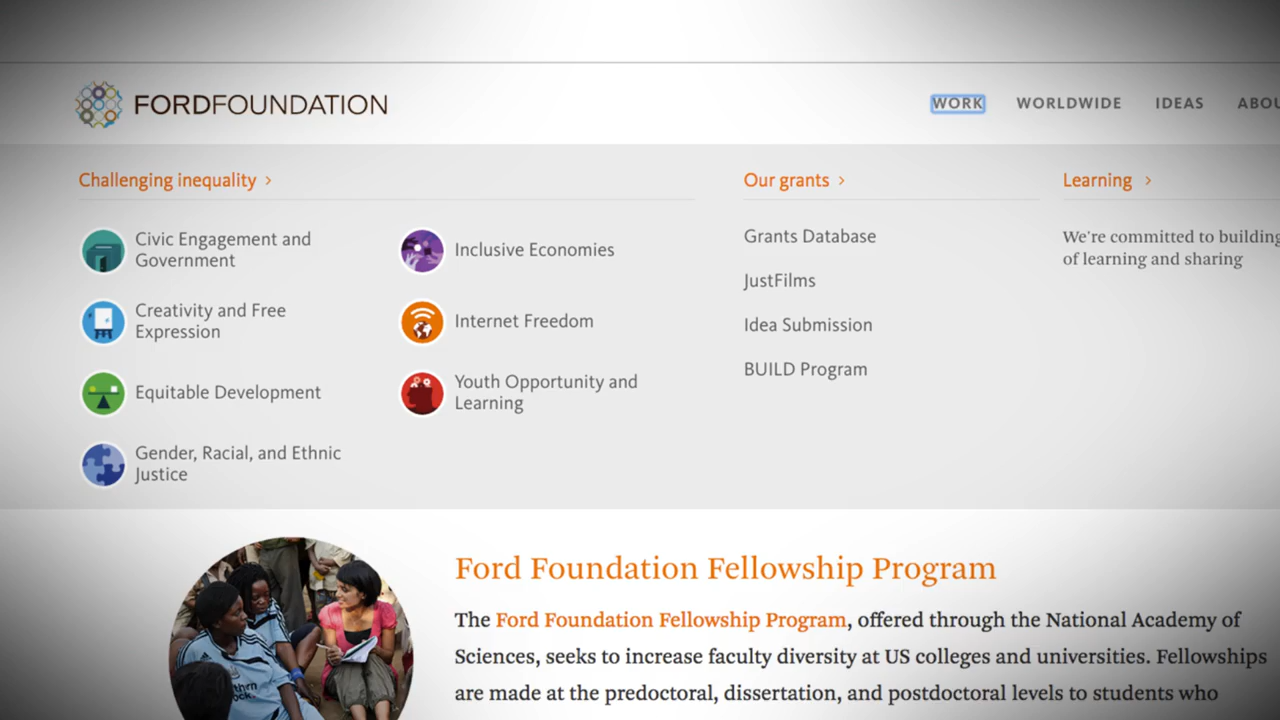 FORDFOUNDATION
WORK
WORLDWIDE
IDEAS
ABOU
Challenging inequality >
Civic Engagement and
Government
Creativity and Free
Expression
Equitable Development
Gender, Racial, and Ethnic
Justice
Inclusive Economies
Internet Freedom
Youth Opportunity and
Learning
Our grants >
Grants Database
JustFilms
Idea Submission
BUILD Program
Learning >
We're committed to building
of learning and sharing
Ford Foundation Fellowship Program
The Ford Foundation Fellowship Program, offered through the National Academy of
Sciences, seeks to increase faculty diversity at US colleges and universities. Fellowships
are made at the predoctoral, dissertation, and postdoctoral levels to students who